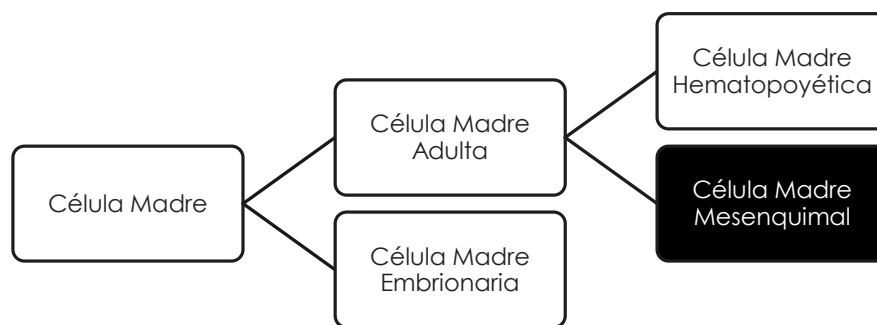 Célula Madre
Célula Madre
Adulta
Célula Madre
Embrionaria
Célula Madre
Hematopoyética
Célula Madre
Mesenquimal